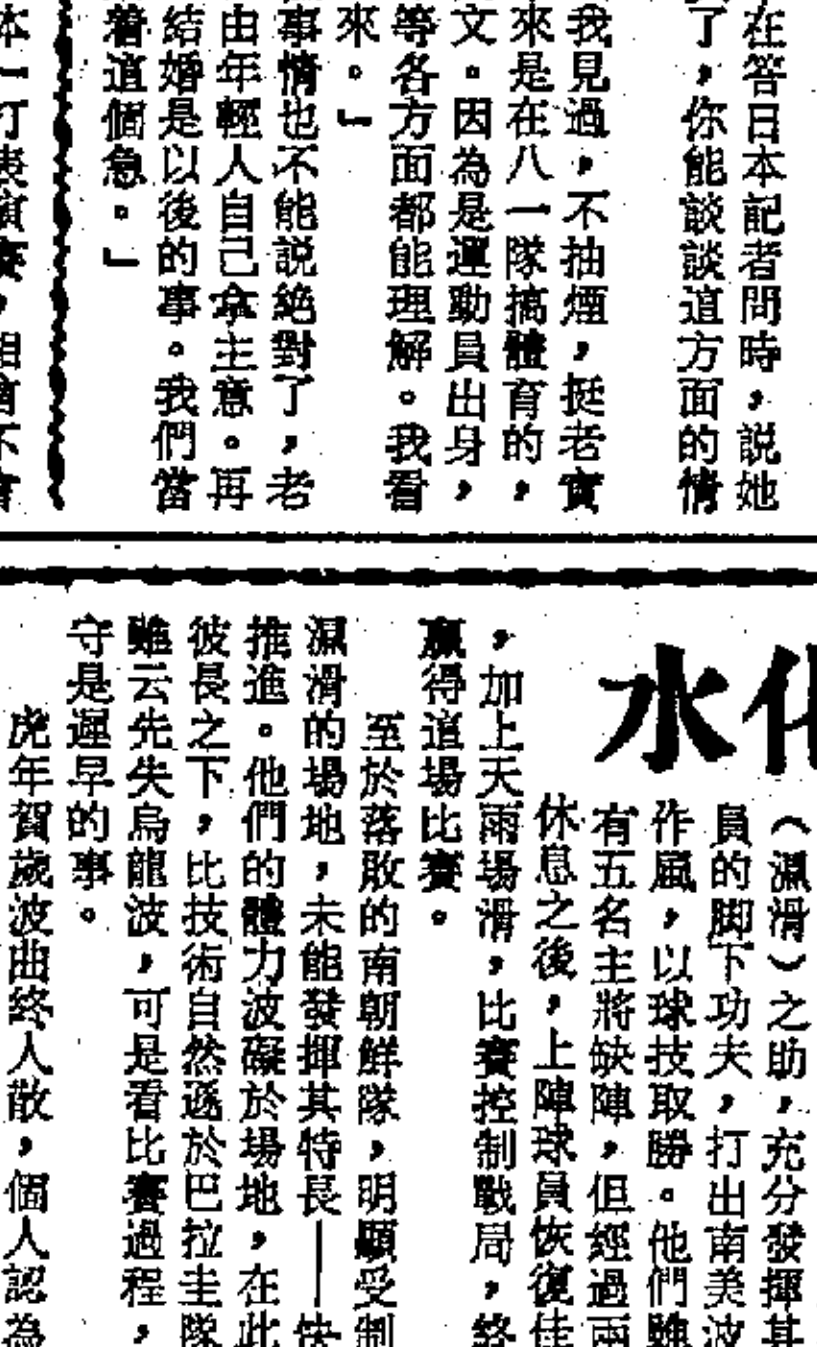 在答日本記者問時，說她
了，你能談談這方面的情
我見過，不抽煙，挺老實
來是在八一隊搞體育的，
文。因為是運動員出身，
等各方面都能理解。我看
來。」
事情也不能説絶對了，老
由年輕人自己拿主意。再
結婚是以後的事。我們當
着這個急。」
本一打表演賽，相
水化
（濕滑）之助，充分發揮其
員的脚下功夫，打出南美波
作風，以球技取勝。他們雖
有五名主將缺陣，但經過兩
休息之後，上陣球員恢復佳
，加上天雨場滑，比賽控制戰局，終
贏得這場比賽。
至於落敗的南朝鮮隊，明顯受制
濕滑的場地，未能發揮其特長——快
推進。他們的體力波礙於場地，在此
彼長之下，比技術自然遜於巴拉圭隊
雖云先失烏龍波，可是看比賽過程，
守是遲早的事。
虎年賀歲波曲終人散，個人認為